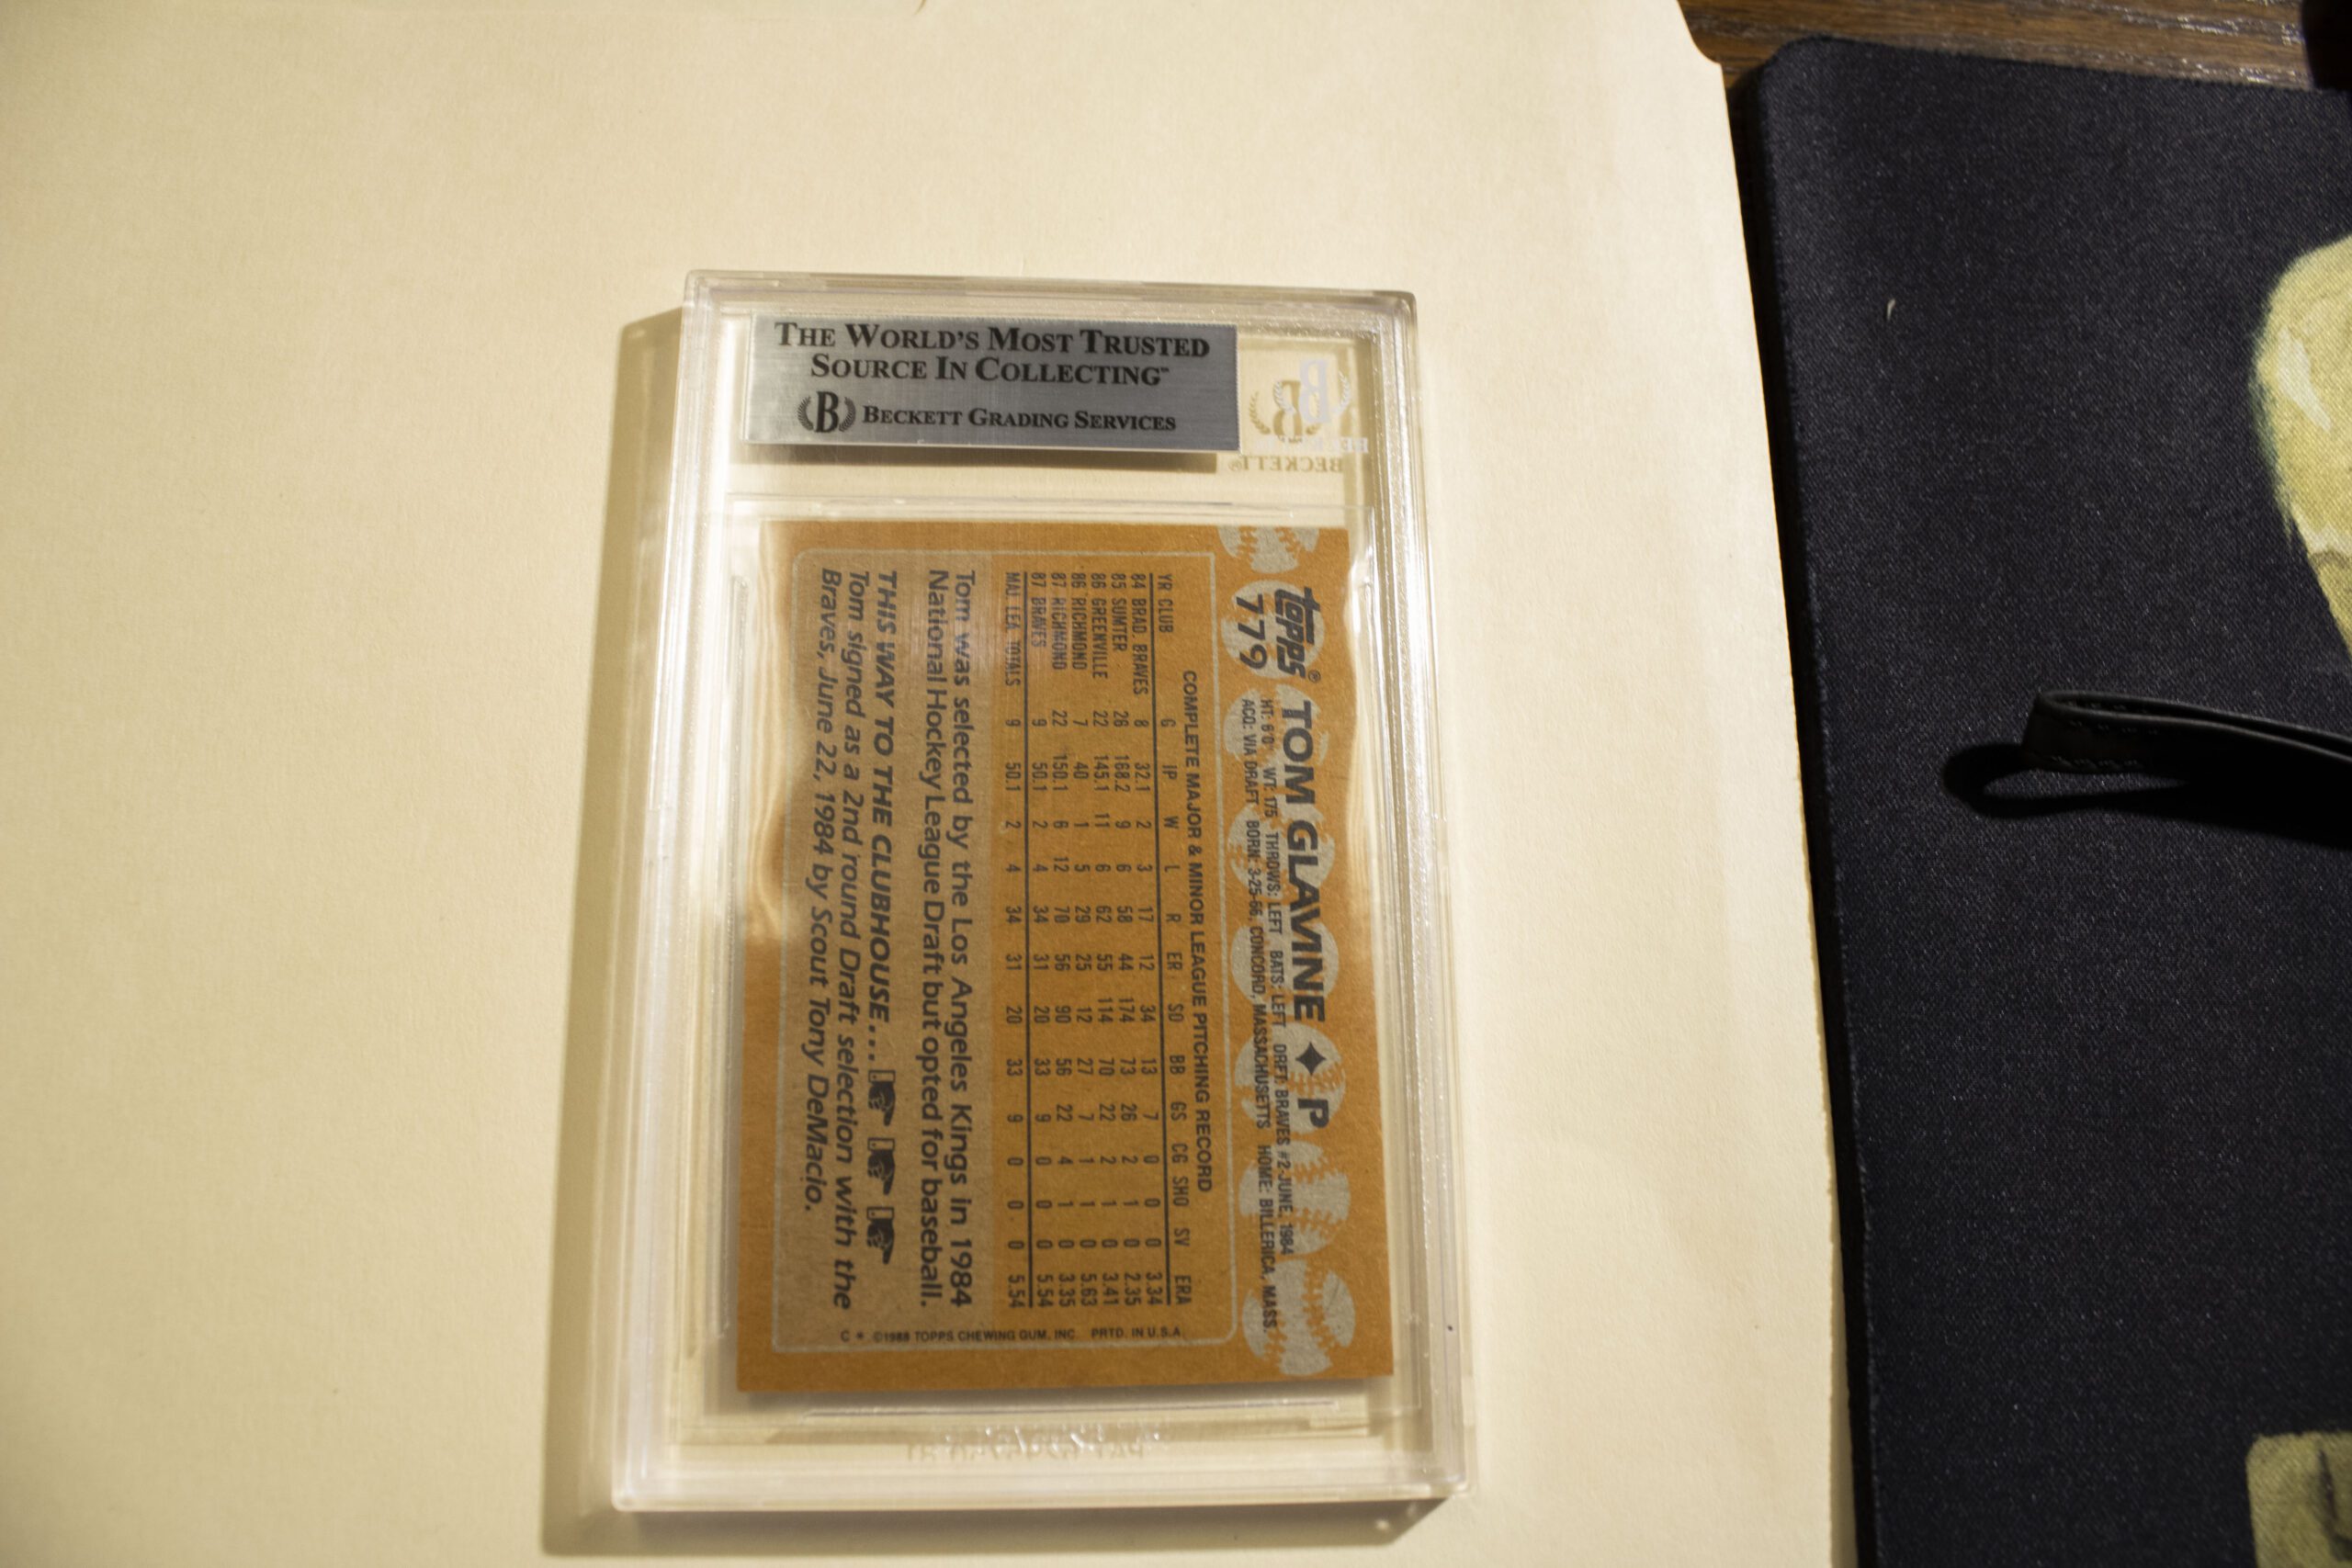 THE WORLD'S MOST TRUSTED
SOURCE IN COLLECTING™
B BECKETT GRADING SERVICES
BECKETT®
topps®
779
TOM GLAVINE ✦ P
HT: 6'0" WT: 175 THROWS: LEFT BATS: LEFT DRFT: BRAVES #2-JUNE, 1984
ACQ: VIA DRAFT BORN: 3-25-66, CONCORD, MASSACHUSETTS HOME: BILLERICA, MASS.
COMPLETE MAJOR & MINOR LEAGUE PITCHING RECORD
YR CLUB G IP W L R ER SO BB GS CG SHO SV ERA
84 BRAD. BRAVES 8 32.1 2 3 17 12 34 13 7 0 0 0 3.34
85 SUMTER 26 168.2 9 6 58 44 174 73 26 2 1 0 2.35
86 GREENVILLE 22 145.1 11 6 62 55 114 70 22 2 1 0 3.41
86 RICHMOND 7 40 1 5 29 25 12 27 7 1 1 0 5.63
87 RICHMOND 22 150.1 6 12 70 56 90 56 22 4 1 0 3.35
87 BRAVES 9 50.1 2 4 34 31 20 33 9 0 0 0 5.54
MAJ. LEA. TOTALS 9 50.1 2 4 34 31 20 33 9 0 0 0 5.54
Tom was selected by the Los Angeles Kings in 1984
National Hockey League Draft but opted for baseball.
THIS WAY TO THE CLUBHOUSE...
Tom signed as a 2nd round Draft selection with the
Braves, June 22, 1984 by Scout Tony DeMacio.
C * ©1988 TOPPS CHEWING GUM, INC. PRTD. IN U.S.A.